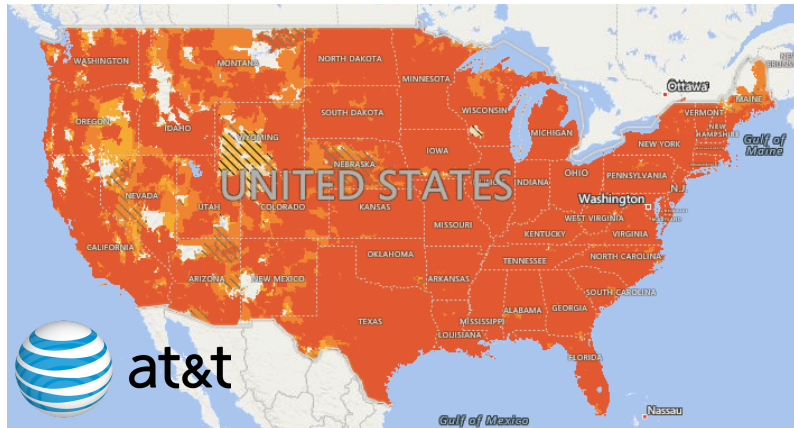 WASHINGTON
MONTANA
NORTH DAKOTA
MINNESOTA
Ottawa
MAINE
OREGON
IDAHO
WYOMING
SOUTH DAKOTA
WISCONSIN
MICHIGAN
VERMONT
NEW
HAMPSHIRE
Gulf of
Maine
NEW YORK
IOWA
NEBRASKA
NEVADA
UTAH
COLORADO
UNITED STATES
KANSAS
INDIANA
OHIO
PENNSYLVANIA
N.J.
Washington
MISSOURI
WEST VIRGINIA
VIRGINIA
KENTUCKY
CALIFORNIA
ARIZONA
NEW MEXICO
OKLAHOMA
ARKANSAS
TENNESSEE
NORTH CAROLINA
SOUTH CAROLINA
TEXAS
LOUISIANA
MISSISSIPPI
ALABAMA
GEORGIA
FLORIDA
at&t
Gulf of Mexico
Nassau